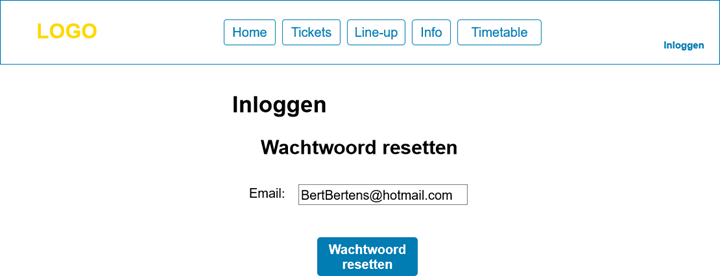 LOGO
Home Tickets Line-up Info Timetable
Inloggen
Inloggen
Wachtwoord resetten
Email: BertBertens@hotmail.com
Wachtwoord
resetten